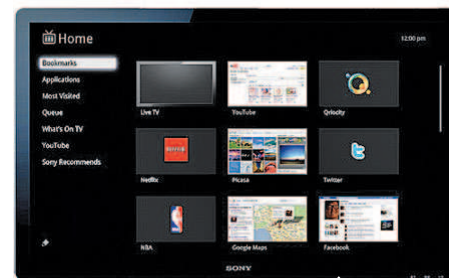 Home
12:00 pm
Bookmarks
Applications
Most Visited
Queue
What's On TV
YouTube
Sony Recommends
Live TV
YouTube
Qriocity
Netflix
Picasa
Twitter
NBA
Google Maps
Facebook
SONY